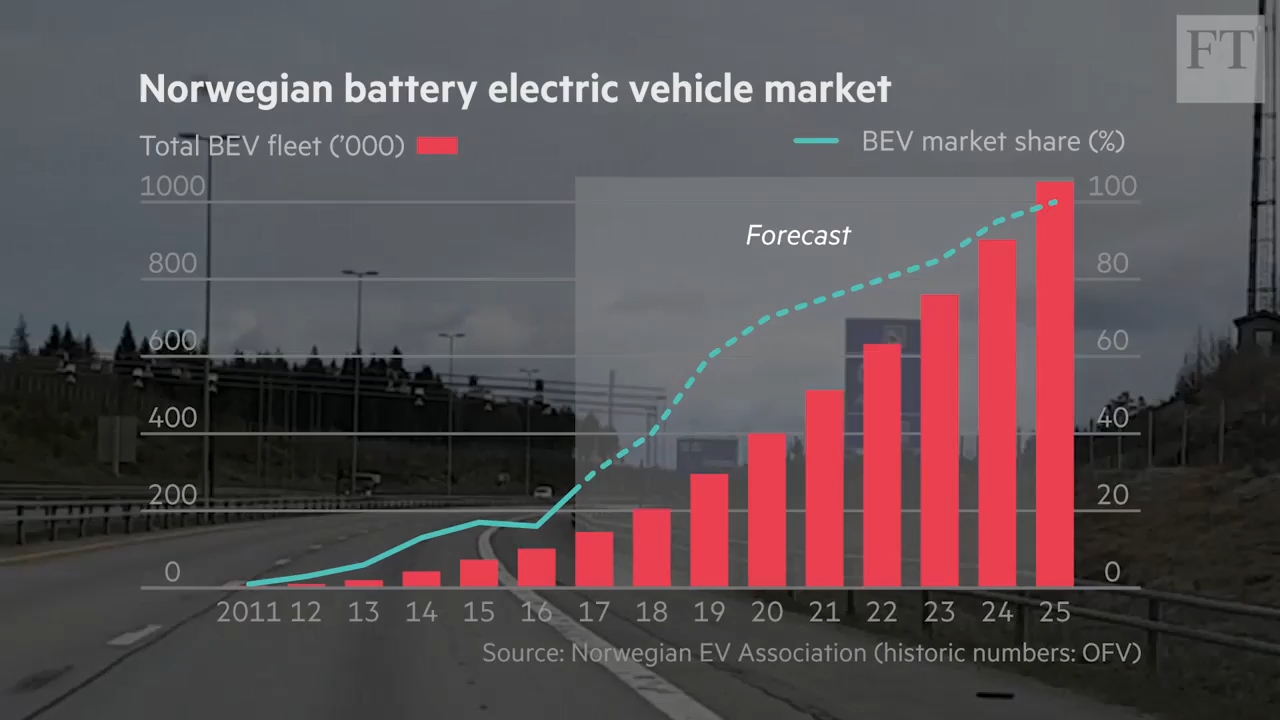 FT
Norwegian battery electric vehicle market
Total BEV fleet (’000)
BEV market share (%)
1000
100
Forecast
800
80
600
60
400
40
200
20
0
0
2011 12 13 14 15 16 17 18 19 20 21 22 23 24 25
Source: Norwegian EV Association (historic numbers: OFV)